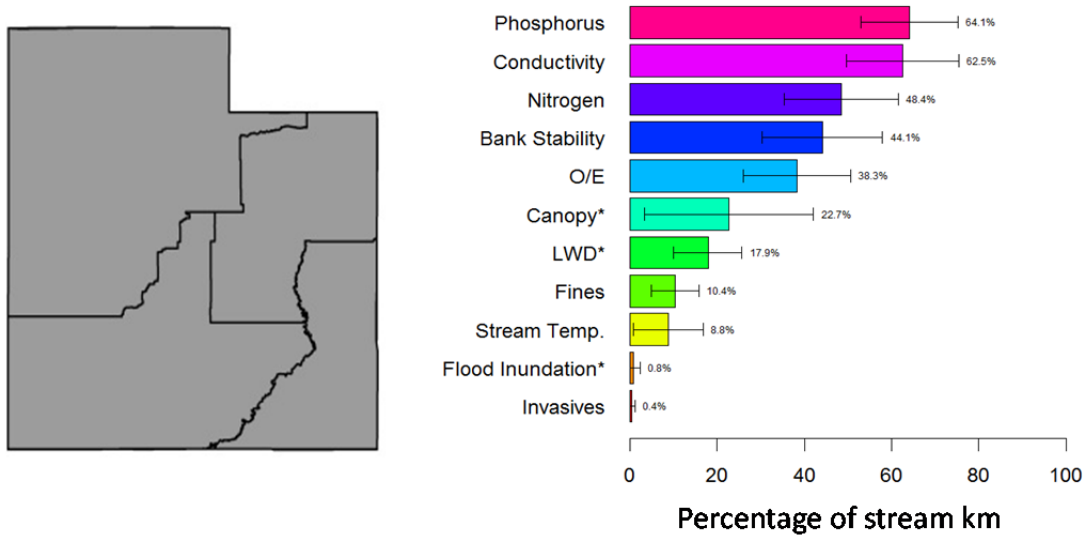 Phosphorus 64.1%
Conductivity 62.5%
Nitrogen 48.4%
Bank Stability 44.1%
O/E 38.3%
Canopy* 22.7%
LWD* 17.9%
Fines 10.4%
Stream Temp. 8.8%
Flood Inundation* 0.8%
Invasives 0.4%
0 20 40 60 80 100
Percentage of stream km